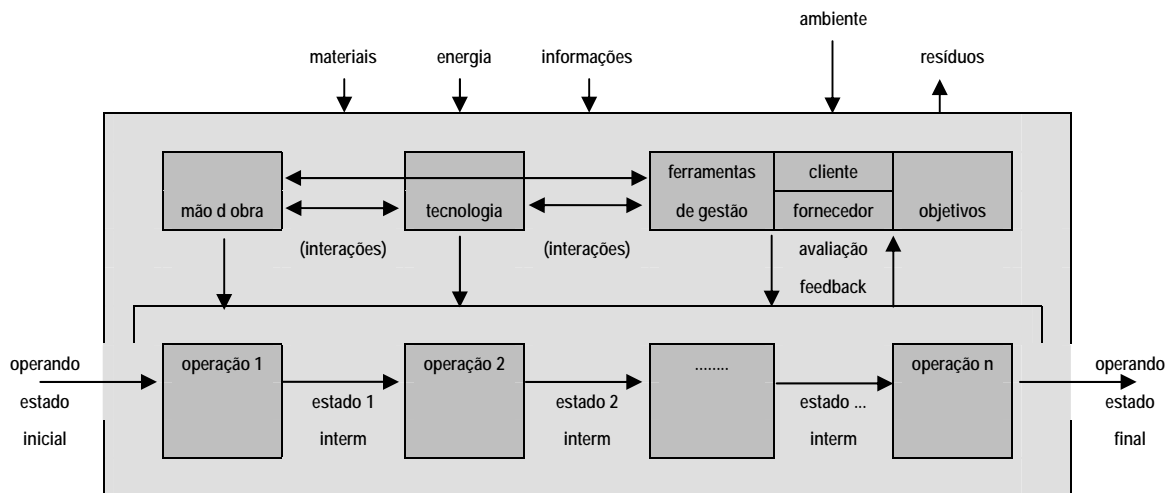 ambiente
materiais energia informações resíduos
ferramentas cliente
mão d obra tecnologia de gestão fornecedor objetivos
(interações) (interações) avaliação
feedback
operando operação 1 operação 2 ........ operação n operando
estado estado 1 estado 2 estado ... estado
inicial interm interm interm final